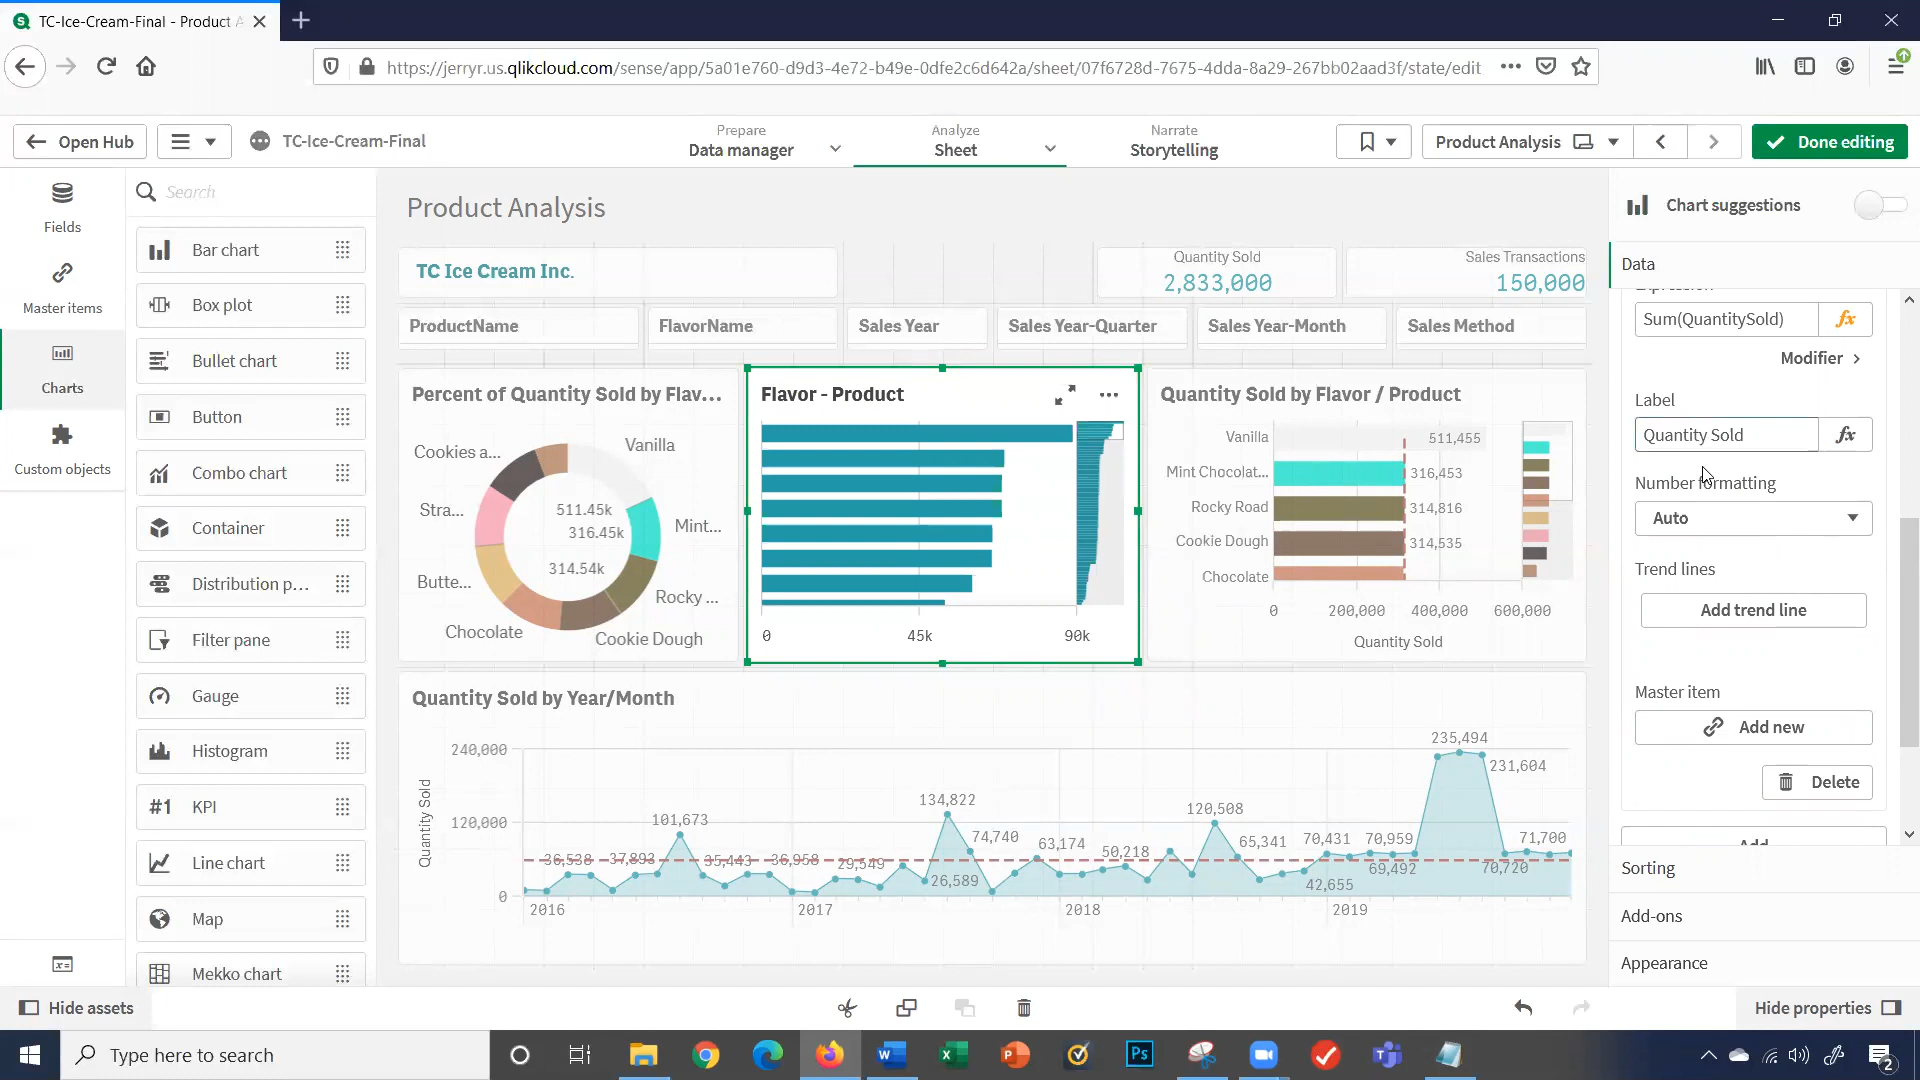 TC-Ice-Cream-Final - Product A
https://jerryr.us.qlikcloud.com/sense/app/5a01e760-d9d3-4e72-b49e-0dfe2c6d642a/sheet/07f6728d-7675-4dda-8a29-267bb02aad3f/state/edit
Open Hub
TC-Ice-Cream-Final
Prepare
Data manager
Analyze
Sheet
Narrate
Storytelling
Product Analysis
Done editing
Fields
Master items
Charts
Custom objects
Search
Bar chart
Box plot
Bullet chart
Button
Combo chart
Container
Distribution p...
Filter pane
Gauge
Histogram
#1 KPI
Line chart
Map
Mekko chart
Product Analysis
TC Ice Cream Inc.
Quantity Sold
2,833,000
Sales Transactions
150,000
ProductName
FlavorName
Sales Year
Sales Year-Quarter
Sales Year-Month
Sales Method
Percent of Quantity Sold by Flav...
Cookies a...
Vanilla
Stra...
511.45k
316.45k
Mint...
314.54k
Butte...
Rocky ...
Chocolate
Cookie Dough
Flavor - Product
0
45k
90k
Quantity Sold by Flavor / Product
Vanilla
511,455
Mint Chocolat...
316,453
Rocky Road
314,816
Cookie Dough
314,535
Chocolate
0
200,000
400,000
600,000
Quantity Sold
Quantity Sold by Year/Month
Quantity Sold
240,000
120,000
0
36,538
37,893
101,673
35,443
36,958
29,549
134,822
26,589
74,740
63,174
50,218
120,508
65,341
70,431
42,655
70,959
69,492
235,494
231,604
70,720
71,700
2016
2017
2018
2019
Chart suggestions
Data
Expression
Sum(QuantitySold)
fx
Modifier
Label
Quantity Sold
fx
Number formatting
Auto
Trend lines
Add trend line
Master item
Add new
Delete
Add
Sorting
Add-ons
Appearance
Hide assets
Hide properties
Type here to search
Ps
2